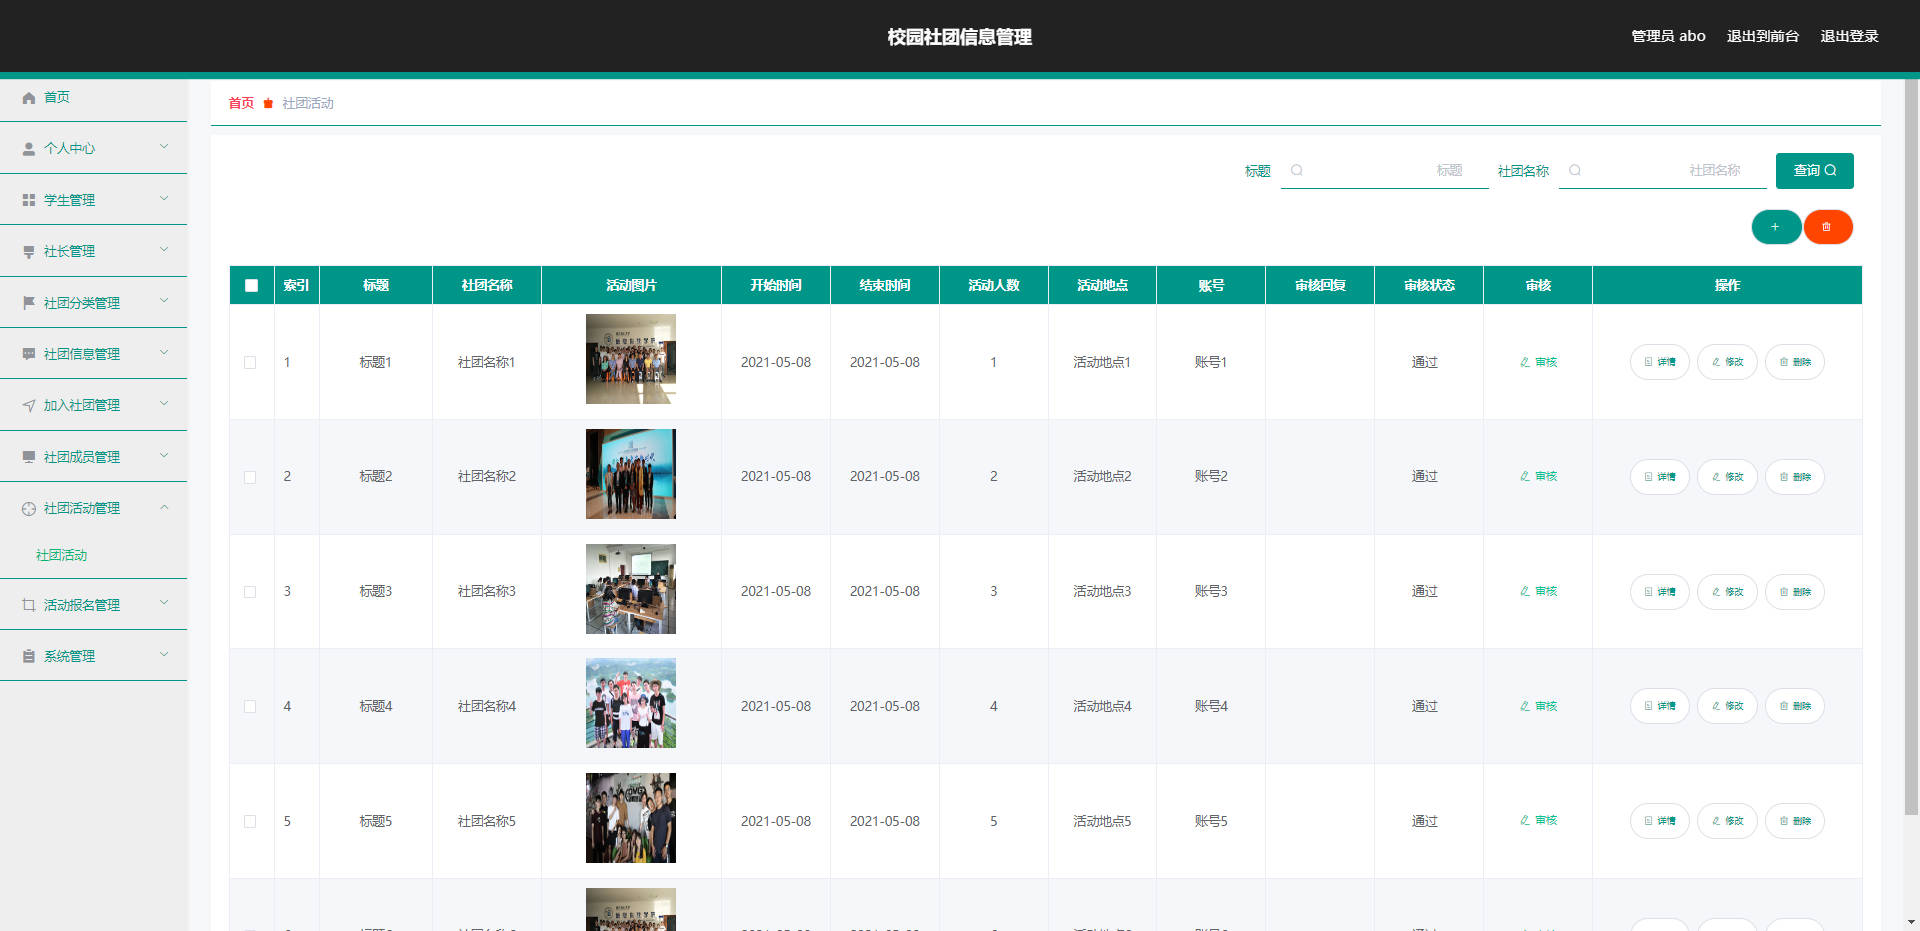 校园社团信息管理
管理员 abo 退出到前台 退出登录
首页
个人中心
学生管理
社长管理
社团分类管理
社团信息管理
加入社团管理
社团成员管理
社团活动管理
社团活动
活动报名管理
系统管理
首页 社团活动
标题 标题 社团名称 社团名称 查询
索引 标题 社团名称 活动图片 开始时间 结束时间 活动人数 活动地点 账号 审核回复 审核状态 审核 操作
1 标题1 社团名称1 2021-05-08 2021-05-08 1 活动地点1 账号1 通过 审核 详情 修改 删除
2 标题2 社团名称2 2021-05-08 2021-05-08 2 活动地点2 账号2 通过 审核 详情 修改 删除
3 标题3 社团名称3 2021-05-08 2021-05-08 3 活动地点3 账号3 通过 审核 详情 修改 删除
4 标题4 社团名称4 2021-05-08 2021-05-08 4 活动地点4 账号4 通过 审核 详情 修改 删除
5 标题5 社团名称5 2021-05-08 2021-05-08 5 活动地点5 账号5 通过 审核 详情 修改 删除